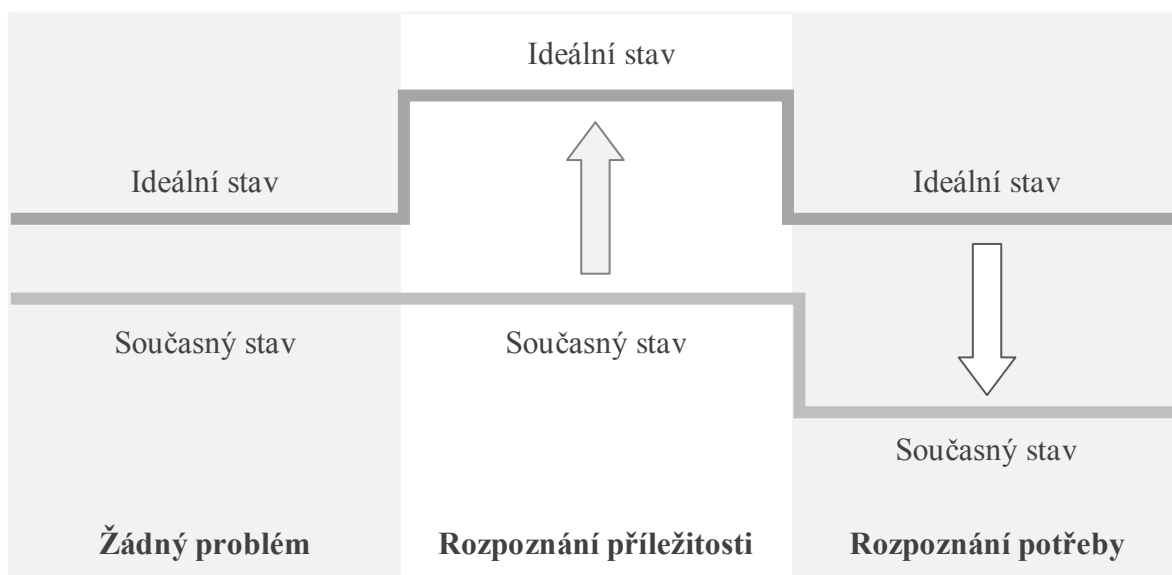 Ideální stav
Ideální stav
Ideální stav
Současný stav
Současný stav
Současný stav
Žádný problém
Rozpoznání příležitosti
Rozpoznání potřeby